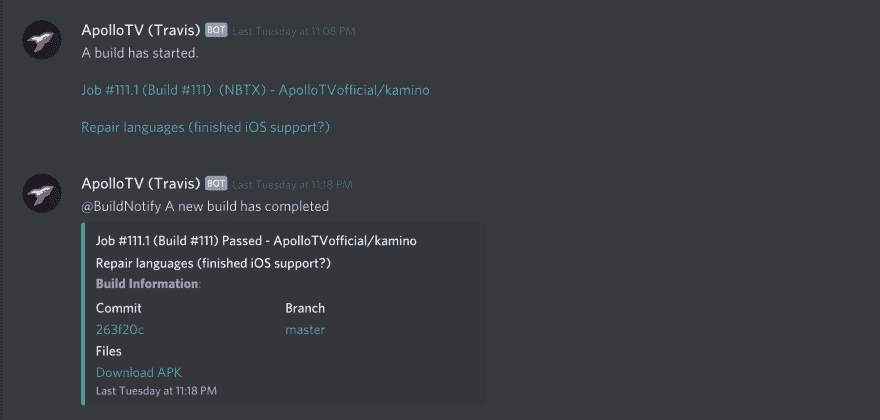 ApolloTV (Travis) BOT Last Tuesday at 11:08 PM
A build has started.
Job #111.1 (Build #111) (NBTX) - ApolloTVofficial/kamino
Repair languages (finished iOS support?)
ApolloTV (Travis) BOT Last Tuesday at 11:18 PM
@BuildNotify A new build has completed
Job #111.1 (Build #111) Passed - ApolloTVofficial/kamino
Repair languages (finished iOS support?)
Build Information:
Commit Branch
263f20c master
Files
Download APK
Last Tuesday at 11:18 PM